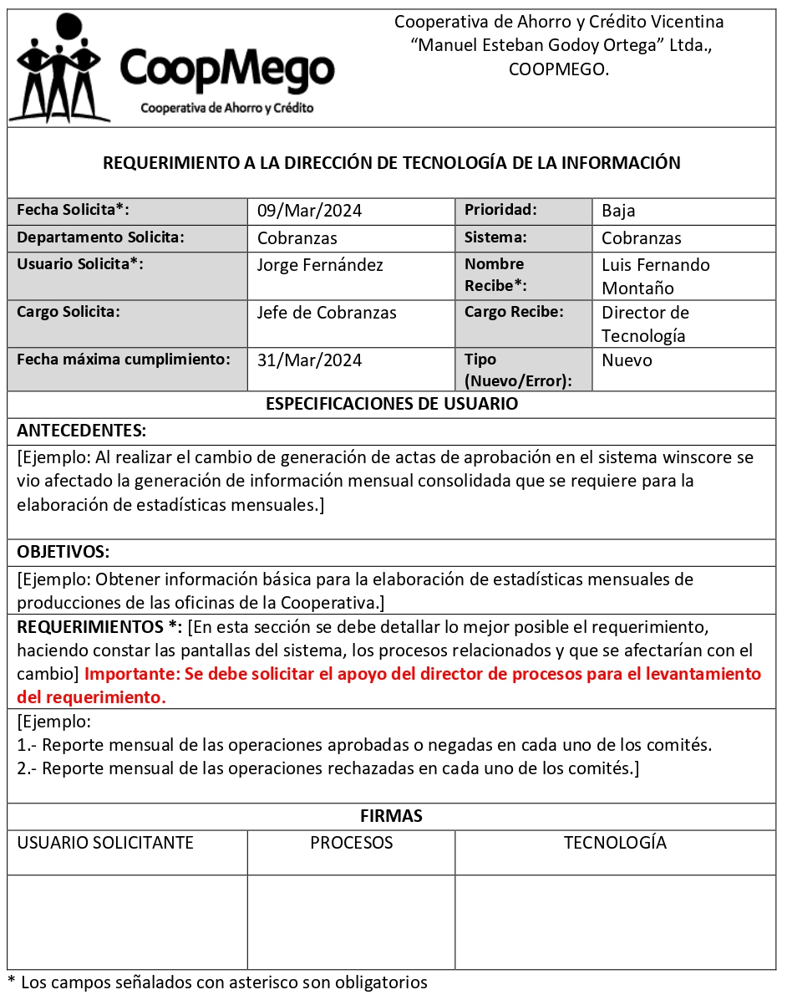 CoopMego
Cooperativa de Ahorro y Crédito
Cooperativa de Ahorro y Crédito Vicentina
“Manuel Esteban Godoy Ortega” Ltda.,
COOPMEGO.
REQUERIMIENTO A LA DIRECCIÓN DE TECNOLOGÍA DE LA INFORMACIÓN
Fecha Solicita*: 09/Mar/2024 Prioridad: Baja
Departamento Solicita: Cobranzas Sistema: Cobranzas
Usuario Solicita*: Jorge Fernández Nombre Luis Fernando
Recibe*: Montaño
Cargo Solicita: Jefe de Cobranzas Cargo Recibe: Director de
Tecnología
Fecha máxima cumplimiento: 31/Mar/2024 Tipo Nuevo
(Nuevo/Error):
ESPECIFICACIONES DE USUARIO
ANTECEDENTES:
[Ejemplo: Al realizar el cambio de generación de actas de aprobación en el sistema winscore se
vio afectado la generación de información mensual consolidada que se requiere para la
elaboración de estadísticas mensuales.]
OBJETIVOS:
[Ejemplo: Obtener información básica para la elaboración de estadísticas mensuales de
producciones de las oficinas de la Cooperativa.]
REQUERIMIENTOS *: [En esta sección se debe detallar lo mejor posible el requerimiento,
haciendo constar las pantallas del sistema, los procesos relacionados y que se afectarían con el
cambio] Importante: Se debe solicitar el apoyo del director de procesos para el levantamiento
del requerimiento.
[Ejemplo:
1.- Reporte mensual de las operaciones aprobadas o negadas en cada uno de los comités.
2.- Reporte mensual de las operaciones rechazadas en cada uno de los comités.]
FIRMAS
USUARIO SOLICITANTE PROCESOS TECNOLOGÍA
* Los campos señalados con asterisco son obligatorios